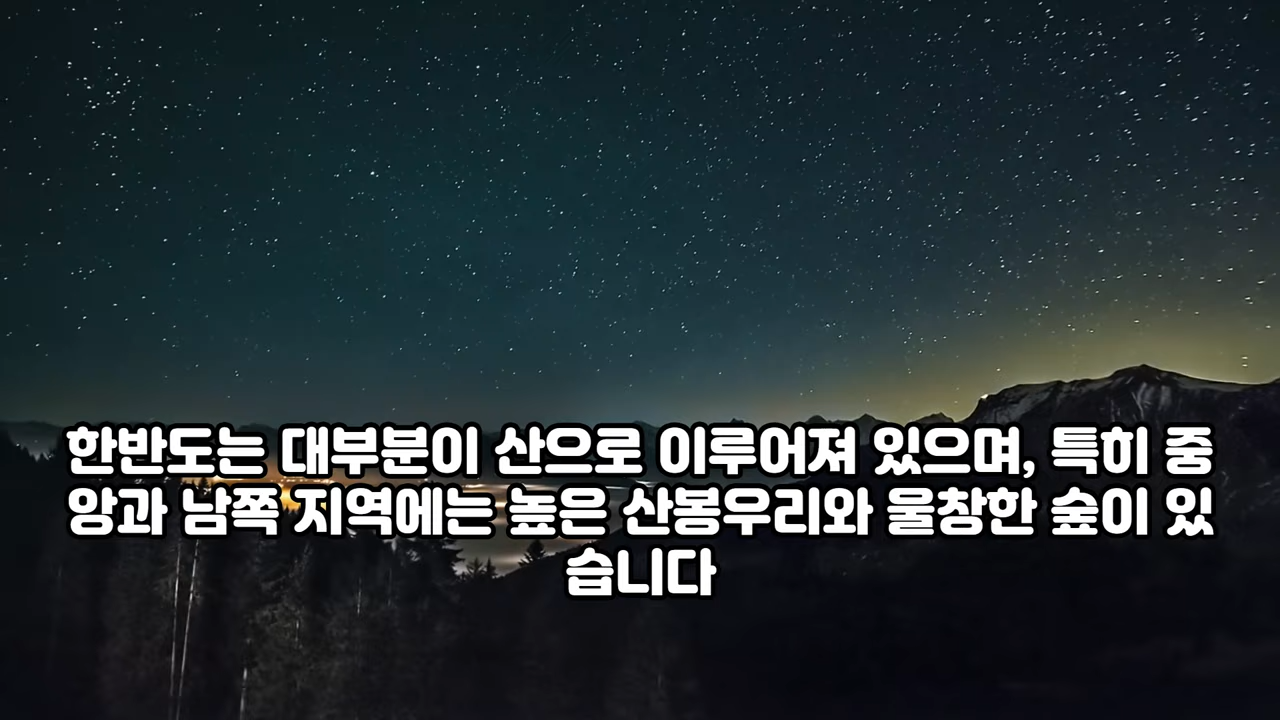 한반도는 대부분이 산으로 이루어져 있으며, 특히 중
앙과 남쪽 지역에는 높은 산봉우리와 울창한 숲이 있
습니다